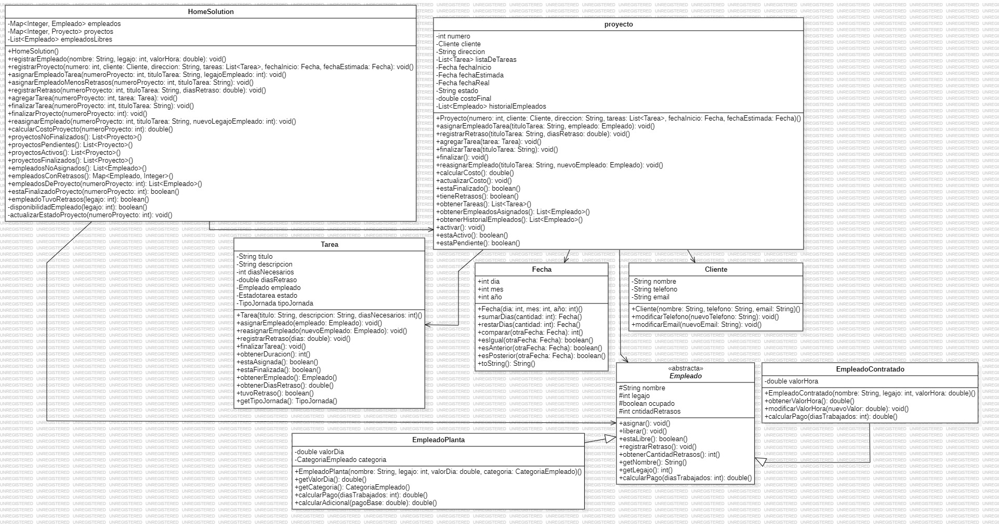 HomeSolution
-Map<Integer, Empleado> empleados
-Map<Integer, Proyecto> proyectos
-List<Empleado> empleadosLibres
+HomeSolution()
+registrarEmpleado(nombre: String, legajo: int, valorHora: double): void()
+registrarProyecto(numero: int, cliente: Cliente, direccion: String, tareas: List<Tarea>, fechaInicio: Fecha, fechaEstimada: Fecha): void()
+asignarEmpleadoTarea(numeroProyecto: int, tituloTarea: String, legajoEmpleado: int): void()
+asignarEmpleadoMenosRetrasos(numeroProyecto: int, tituloTarea: String): void()
+registrarRetraso(numeroProyecto: int, tituloTarea: String, diasRetraso: double): void()
+agregarTarea(numeroProyecto: int, tarea: Tarea): void()
+finalizarTarea(numeroProyecto: int, tituloTarea: String): void()
+finalizarProyecto(numeroProyecto: int): void()
+reasignarEmpleado(numeroProyecto: int, tituloTarea: String, nuevoLegajoEmpleado: int): void()
+calcularCostoProyecto(numeroProyecto: int): double()
+proyectosNoFinalizados(): List<Proyecto>()
+proyectosPendientes(): List<Proyecto>()
+proyectosActivos(): List<Proyecto>()
+proyectosFinalizados(): List<Proyecto>()
+empleadosNoAsignados(): List<Empleado>()
+empleadosConRetrasos(): Map<Empleado, Integer>()
+empleadosDeProyecto(numeroProyecto: int): List<Empleado>()
+estaFinalizadoProyecto(numeroProyecto: int): boolean()
+empleadoTuvoRetrasos(legajo: int): boolean()
-disponibilidadEmpleado(legajo: int): boolean()
-actualizarEstadoProyecto(numeroProyecto: int): void()
proyecto
-int numero
-Cliente cliente
-String direccion
-List<Tarea> listaDeTareas
-Fecha fechaInicio
-Fecha fechaEstimada
-Fecha fechaReal
-String estado
-double costoFinal
-List<Empleado> historialEmpleados
+Proyecto(numero: int, cliente: Cliente, direccion: String, tareas: List<Tarea>, fechaInicio: Fecha, fechaEstimada: Fecha)()
+asignarEmpleadoTarea(tituloTarea: String, empleado: Empleado): void()
+registrarRetraso(tituloTarea: String, diasRetraso: double): void()
+agregarTarea(tarea: Tarea): void()
+finalizarTarea(tituloTarea: String): void()
+finalizar(): void()
+reasignarEmpleado(tituloTarea: String, nuevoEmpleado: Empleado): void()
+calcularCosto(): double()
+actualizarCosto(): void()
+estaFinalizado(): boolean()
+tieneRetrasos(): boolean()
+obtenerTareas(): List<Tarea>()
+obtenerEmpleadosAsignados(): List<Empleado>()
+obtenerHistorialEmpleados(): List<Empleado>()
+activar(): void()
+estaActivo(): boolean()
+estaPendiente(): boolean()
Tarea
-String titulo
-String descripcion
-int diasNecesarios
-double diasRetraso
-Empleado empleado
-Estadotarea estado
-TipoJornada tipoJornada
+Tarea(titulo: String, descripcion: String, diasNecesarios: int)()
+asignarEmpleado(empleado: Empleado): void()
+reasignarEmpleado(nuevoEmpleado: Empleado): void()
+registrarRetraso(dias: double): void()
+finalizarTarea(): void()
+obtenerDuracion(): int()
+estaAsignada(): boolean()
+estaFinalizada(): boolean()
+obtenerEmpleado(): Empleado()
+obtenerDiasRetraso(): double()
+tuvoRetraso(): boolean()
+getTipoJornada(): TipoJornada()
Fecha
+int dia
+int mes
+int año
+Fecha(dia: int, mes: int, año: int)()
+sumarDias(cantidad: int): Fecha()
+restarDias(cantidad: int): Fecha()
+comparar(otraFecha: Fecha): int()
+esIgual(otraFecha: Fecha): boolean()
+esAnterior(otraFecha: Fecha): boolean()
+esPosterior(otraFecha: Fecha): boolean()
+toString(): String()
Cliente
-String nombre
-String telefono
-String email
+Cliente(nombre: String, telefono: String, email: String)()
+modificarTelefono(nuevoTelefono: String): void()
+modificarEmail(nuevoEmail: String): void()
«abstracta»
Empleado
#String nombre
#int legajo
#boolean ocupado
#int cntidadRetrasos
+asignar(): void()
+liberar(): void()
+estaLibre(): boolean()
+registrarRetraso(): void()
+obtenerCantidadRetrasos(): int()
+getNombre(): String()
+getLegajo(): int()
+calcularPago(diasTrabajados: int): double()
EmpleadoContratado
-double valorHora
+EmpleadoContratado(nombre: String, legajo: int, valorHora: double)()
+obtenerValorHora(): double()
+modificarValorHora(nuevoValor: double): void()
+calcularPago(diasTrabajados: int): double()
EmpleadoPlanta
-double valorDia
-CategoriaEmpleado categoria
+EmpleadoPlanta(nombre: String, legajo: int, valorDia: double, categoria: CategoriaEmpleado)()
+getValorDia(): double()
+getCategoria(): CategoriaEmpleado()
+calcularPago(diasTrabajados: int): double()
+calcularAdicional(pagoBase: double): double()
UNREGISTERED